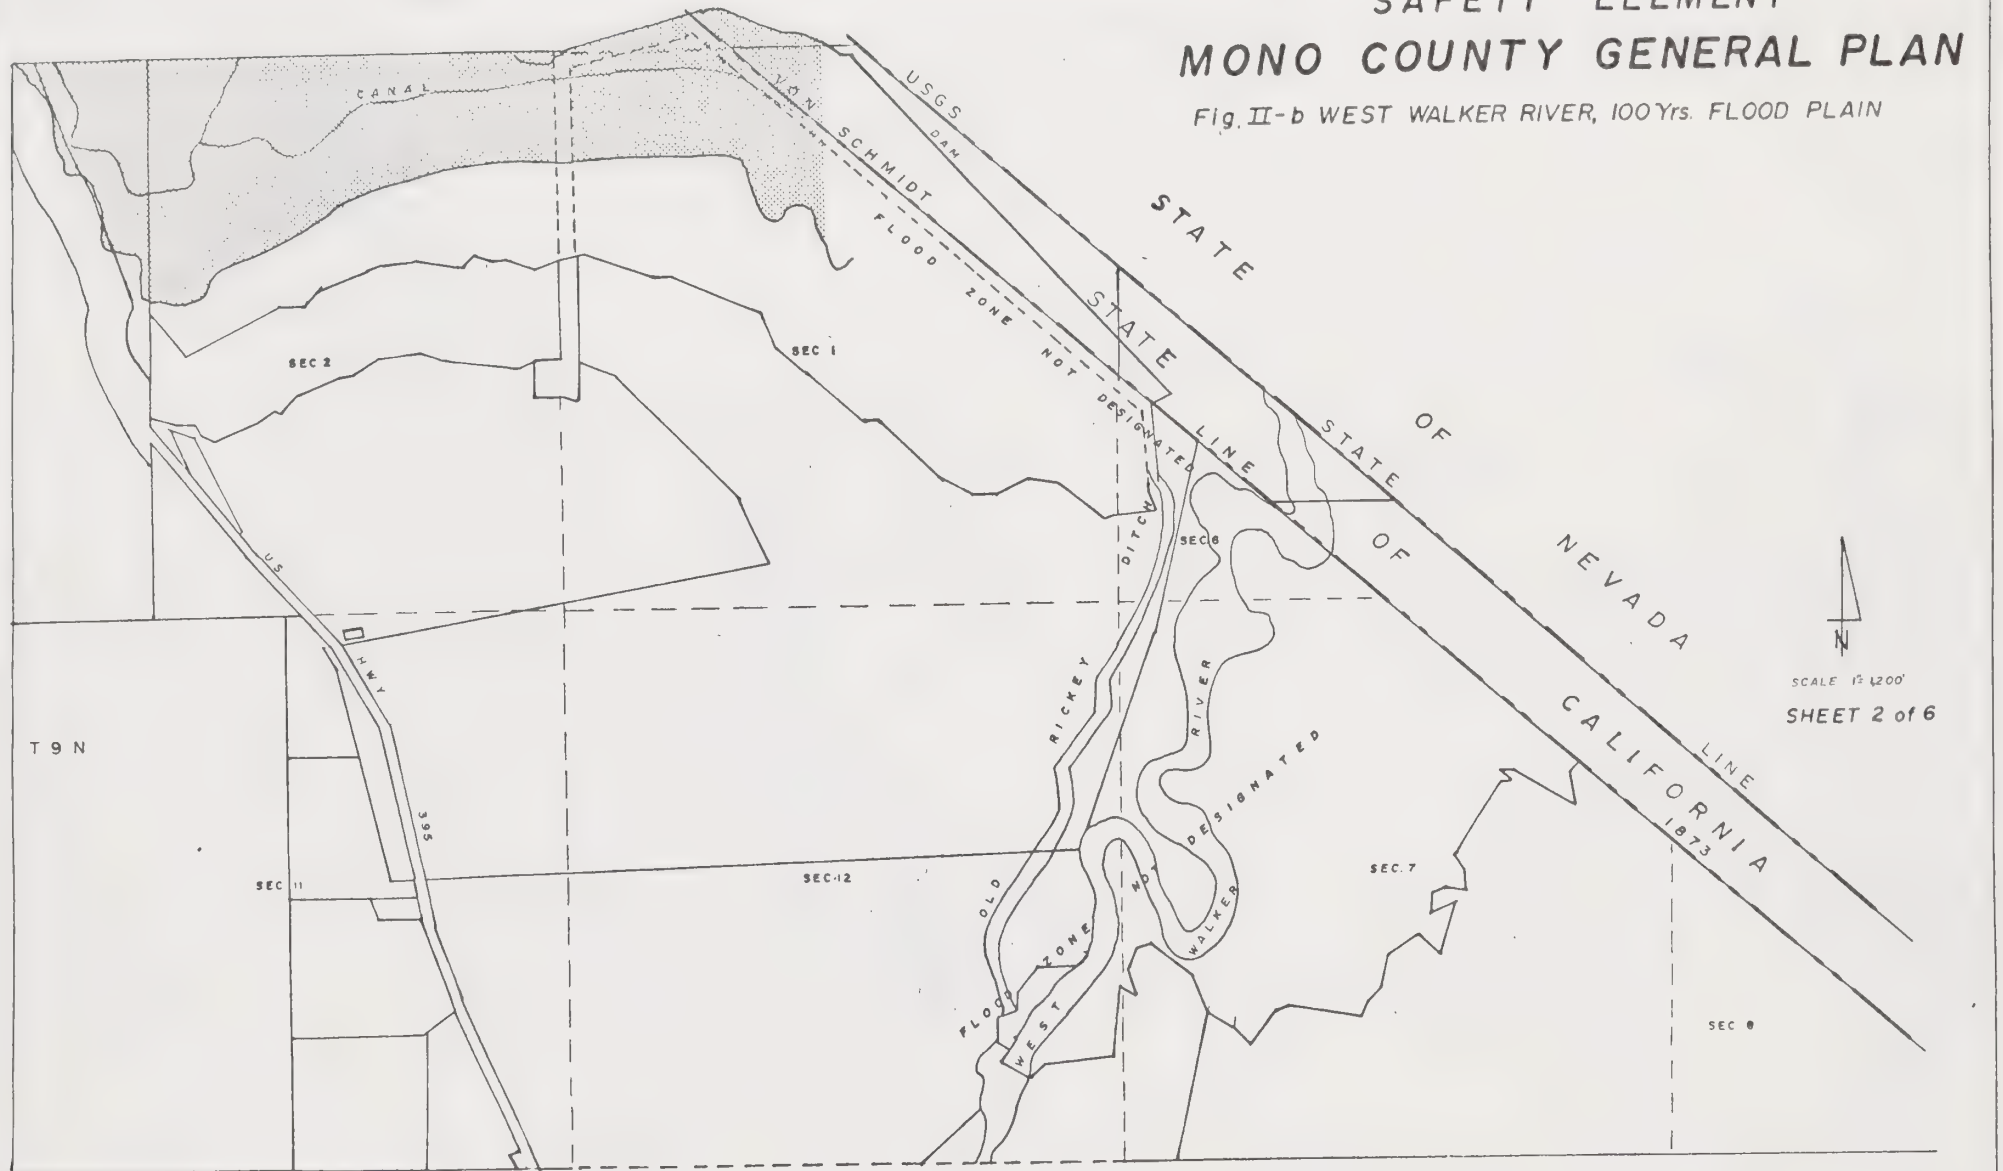 SAFETY ELEMENT
MONO COUNTY GENERAL PLAN
Fig. II-b WEST WALKER RIVER, 100 Yrs. FLOOD PLAIN
CANAL
VON SCHMIDT STATE LINE OF CALIFORNIA
1873
USGS STATE LINE
DAM
STATE OF NEVADA
FLOOD ZONE NOT DESIGNATED
SEC 2
SEC 1
SEC 6
DITCH
US HWY 395
N
SCALE 1"= 1,200'
SHEET 2 of 6
T 9 N
OLD RICKEY
WEST WALKER RIVER
FLOOD ZONE NOT DESIGNATED
SEC 11
SEC. 12
SEC. 7
SEC 8